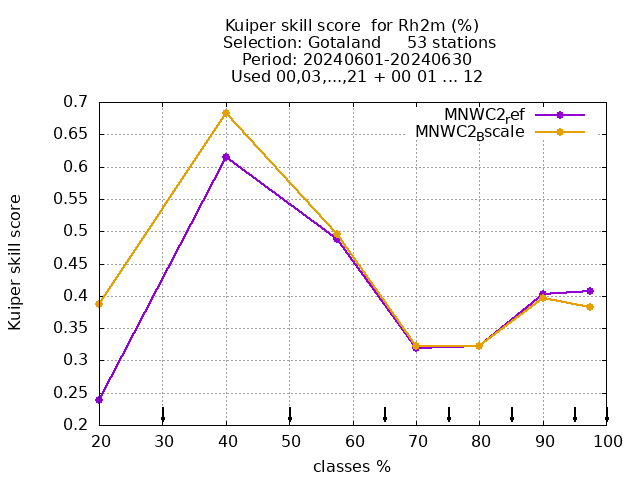 Kuiper skill score  for Rh2m (%)
Selection: Gotaland     53 stations
Period: 20240601-20240630
Used 00,03,...,21 + 00 01 ... 12
MNWC2_ref
MNWC2_Bscale
0.7
0.65
0.6
0.55
0.5
0.45
0.4
0.35
0.3
0.25
0.2
Kuiper skill score
20 30 40 50 60 70 80 90 100
classes %